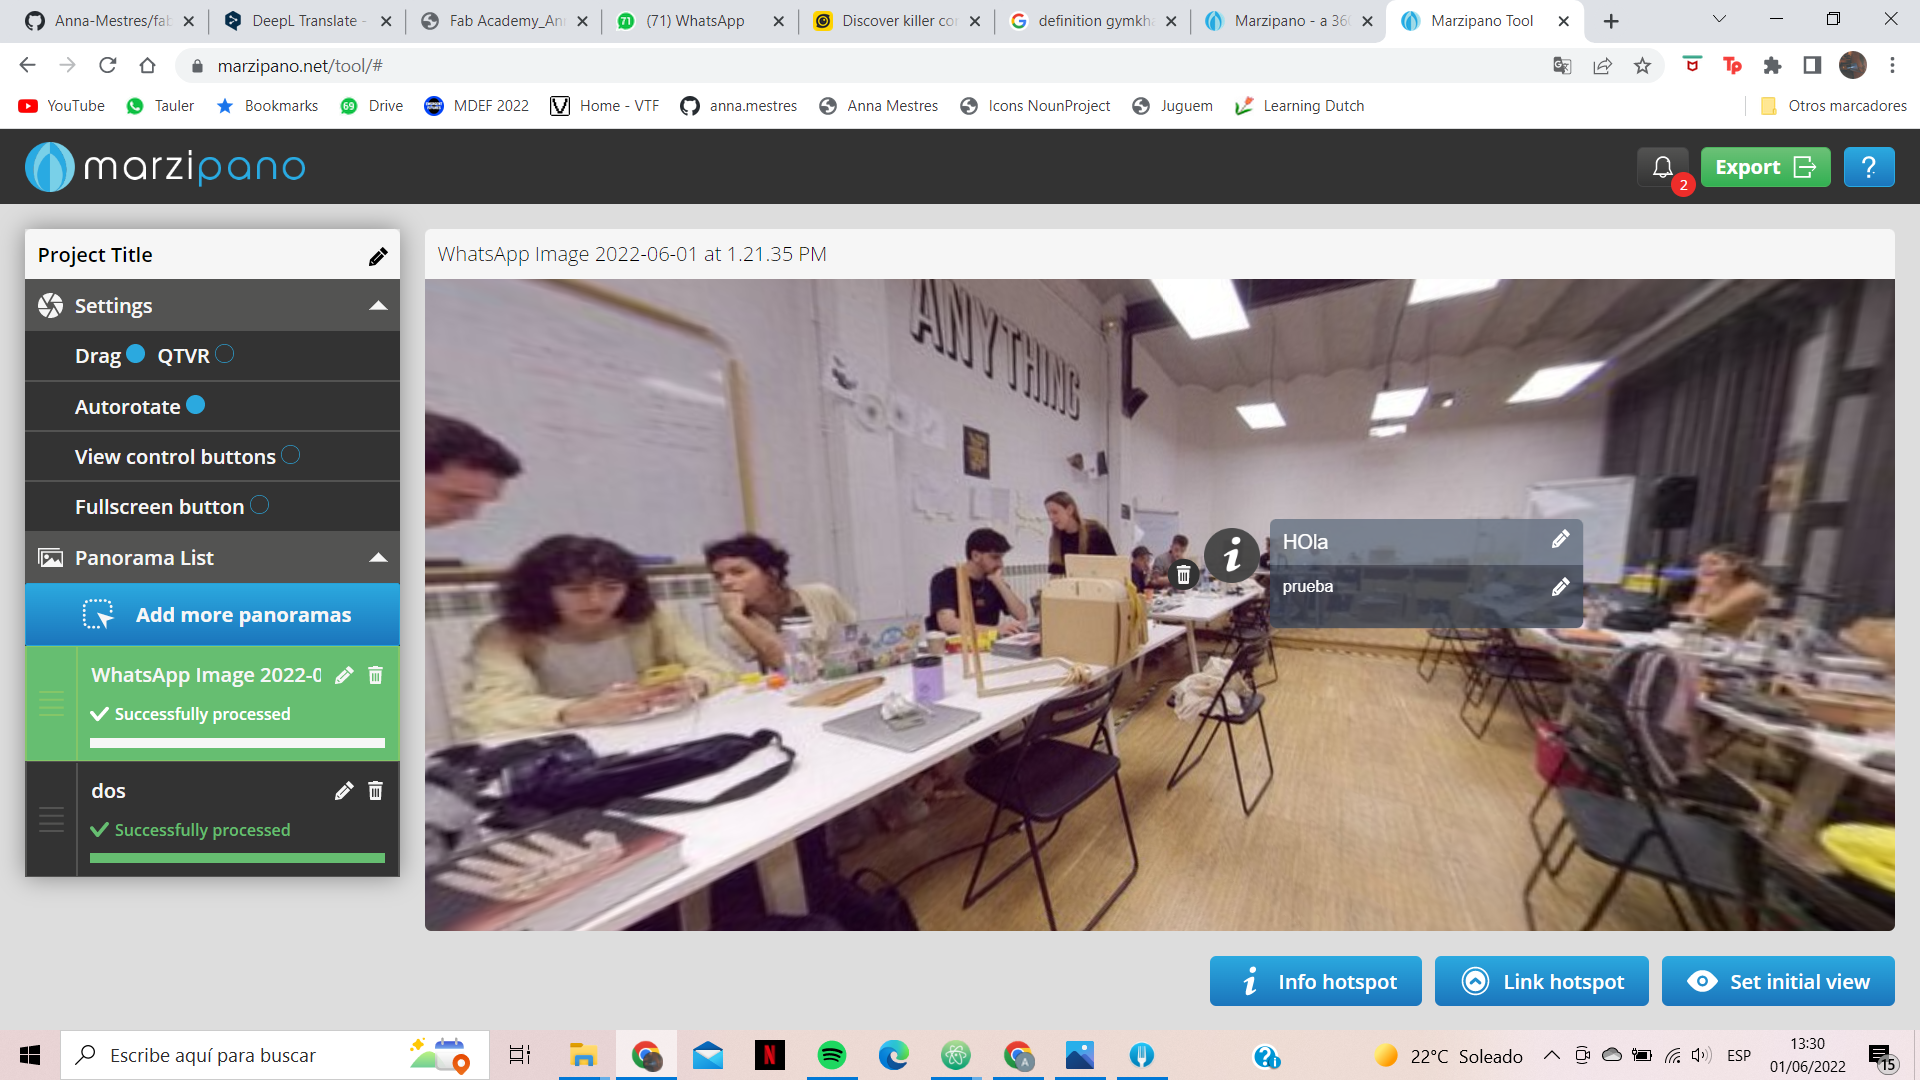 Anna-Mestres/fab
DeepL Translate -
Fab Academy_Ann
(71) WhatsApp
Discover killer co
definition gymkha
Marzipano - a 360
Marzipano Tool
marzipano.net/tool/#
YouTube
Tauler
Bookmarks
69
Drive
MDEF 2022
Home - VTF
anna.mestres
Anna Mestres
Icons NounProject
Juguem
Learning Dutch
Otros marcadores
marzipano
2
Export
?
Project Title
WhatsApp Image 2022-06-01 at 1.21.35 PM
Settings
Drag QTVR
Autorotate
View control buttons
Fullscreen button
Panorama List
Add more panoramas
WhatsApp Image 2022-0
Successfully processed
dos
Successfully processed
ANYTHING
HOla
prueba
Info hotspot
Link hotspot
Set initial view
Escribe aquí para buscar
22°C Soleado
ESP
13:30
01/06/2022
15